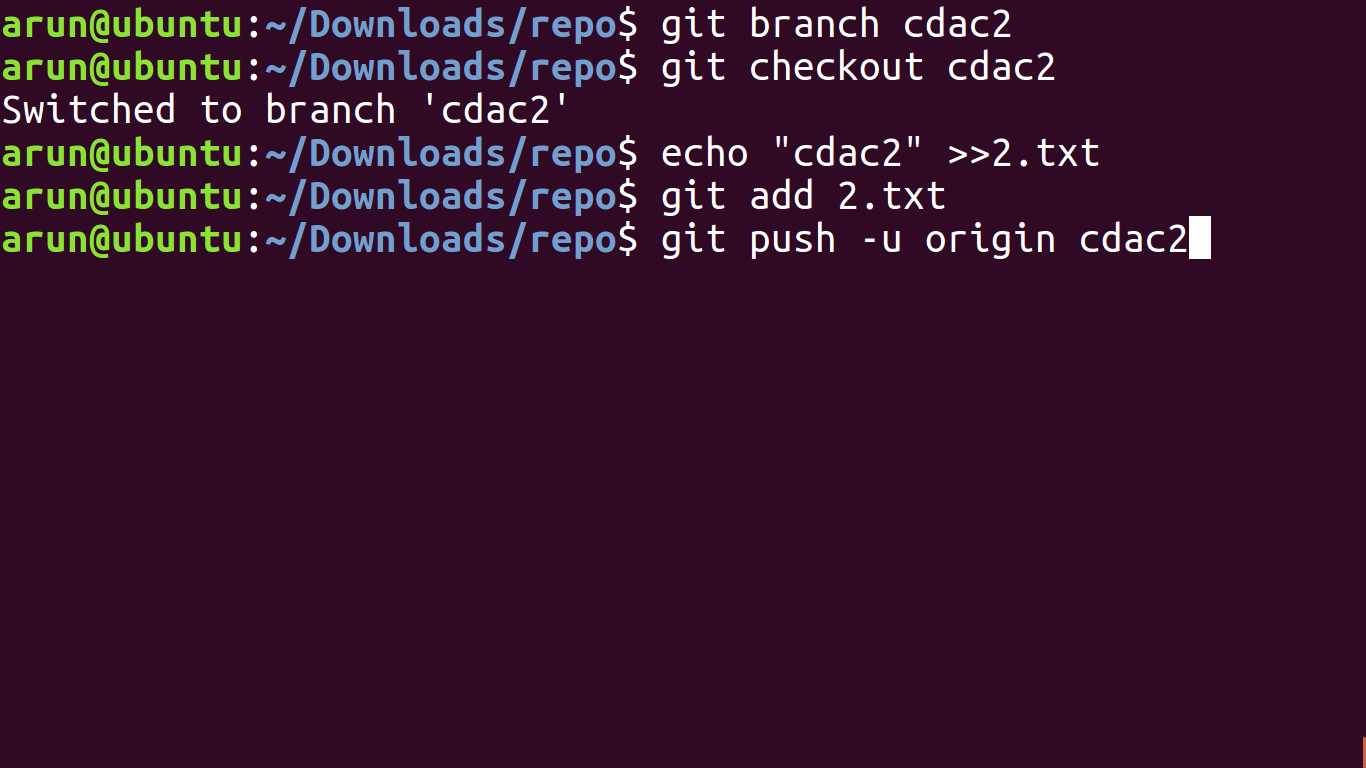 arun@ubuntu:~/Downloads/repo$ git branch cdac2
arun@ubuntu:~/Downloads/repo$ git checkout cdac2
Switched to branch 'cdac2'
arun@ubuntu:~/Downloads/repo$ echo "cdac2" >>2.txt
arun@ubuntu:~/Downloads/repo$ git add 2.txt
arun@ubuntu:~/Downloads/repo$ git push -u origin cdac2